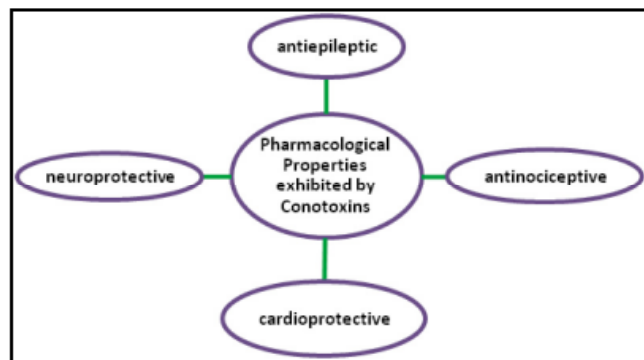 antiepileptic
Pharmacological
Properties
exhibited by
Conotoxins
neuroprotective
antinociceptive
cardioprotective